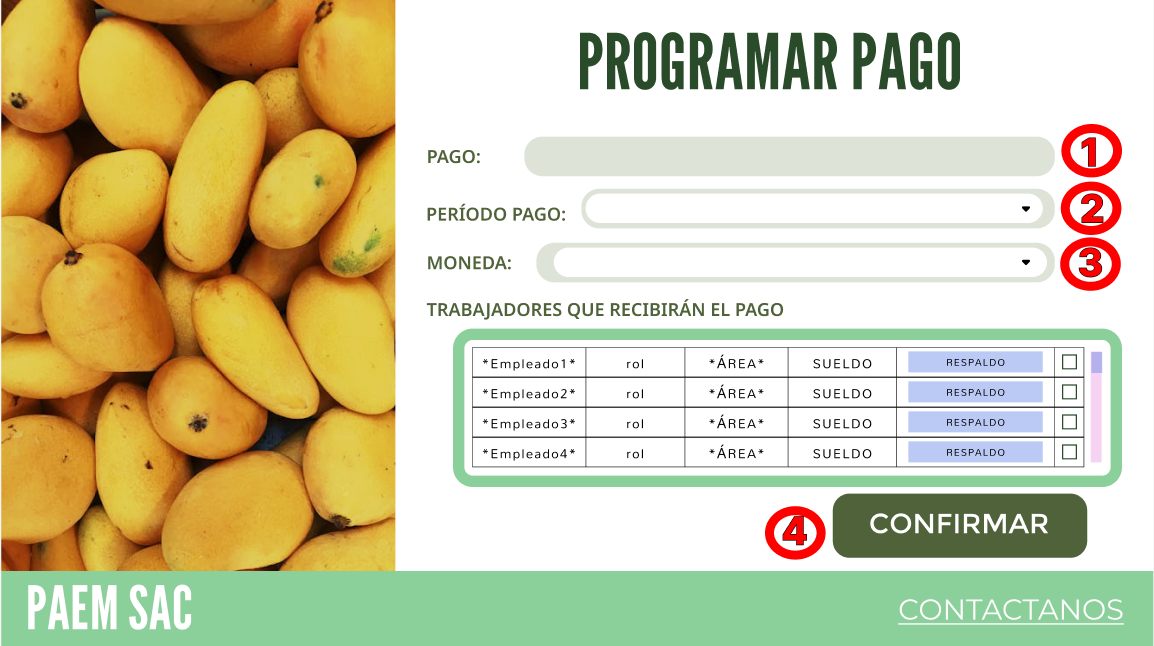 PROGRAMAR PAGO
PAGO: 1
PERÍODO PAGO: 2
MONEDA: 3
TRABAJADORES QUE RECIBIRÁN EL PAGO
*Empleado1* rol *ÁREA* SUELDO RESPALDO
*Empleado2* rol *ÁREA* SUELDO RESPALDO
*Empleado3* rol *ÁREA* SUELDO RESPALDO
*Empleado4* rol *ÁREA* SUELDO RESPALDO
4 CONFIRMAR
PAEM SAC CONTACTANOS